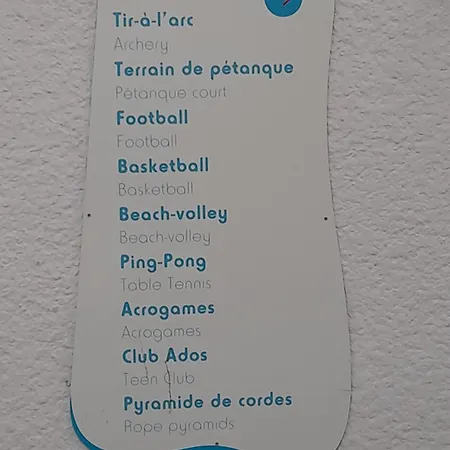 Tir-à-l'arc
Archery
Terrain de pétanque
Pétanque court
Football
Football
Basketball
Basketball
Beach-volley
Beach-volley
Ping-Pong
Table Tennis
Acrogames
Acrogames
Club Ados
Teen Club
Pyramide de cordes
Rope pyramids